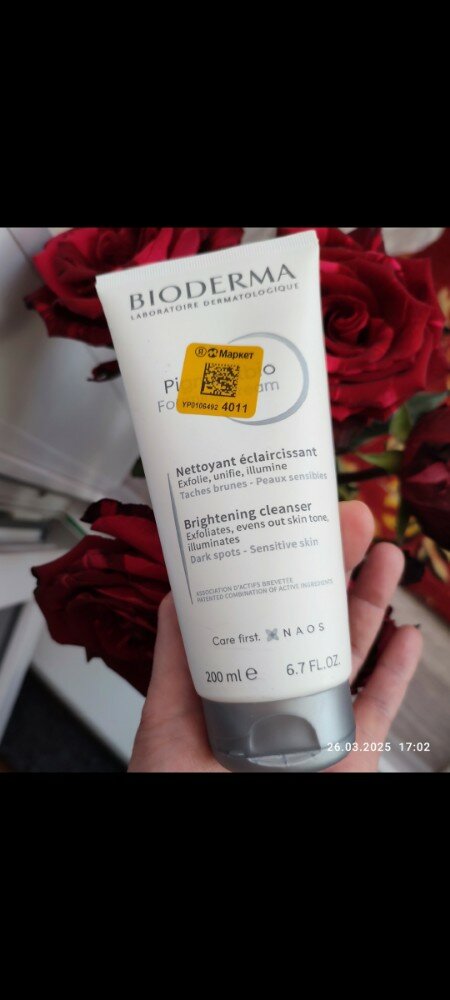 BIODERMA
LABORATOIRE DERMATOLOGIQUE
Я Маркет
YP0106492 4011
Nettoyant éclaircissant
Exfolie, unifie, illumine
Taches brunes - Peaux sensibles
Brightening cleanser
Exfoliates, evens out skin tone,
illuminates
Dark spots - Sensitive skin
ASSOCIATION D'ACTIFS BREVETÉE
PATENTED COMBINATION OF ACTIVE INGREDIENTS
Care first. NAOS
200 ml e 6.7 FL.OZ.
26.03.2025 17:02